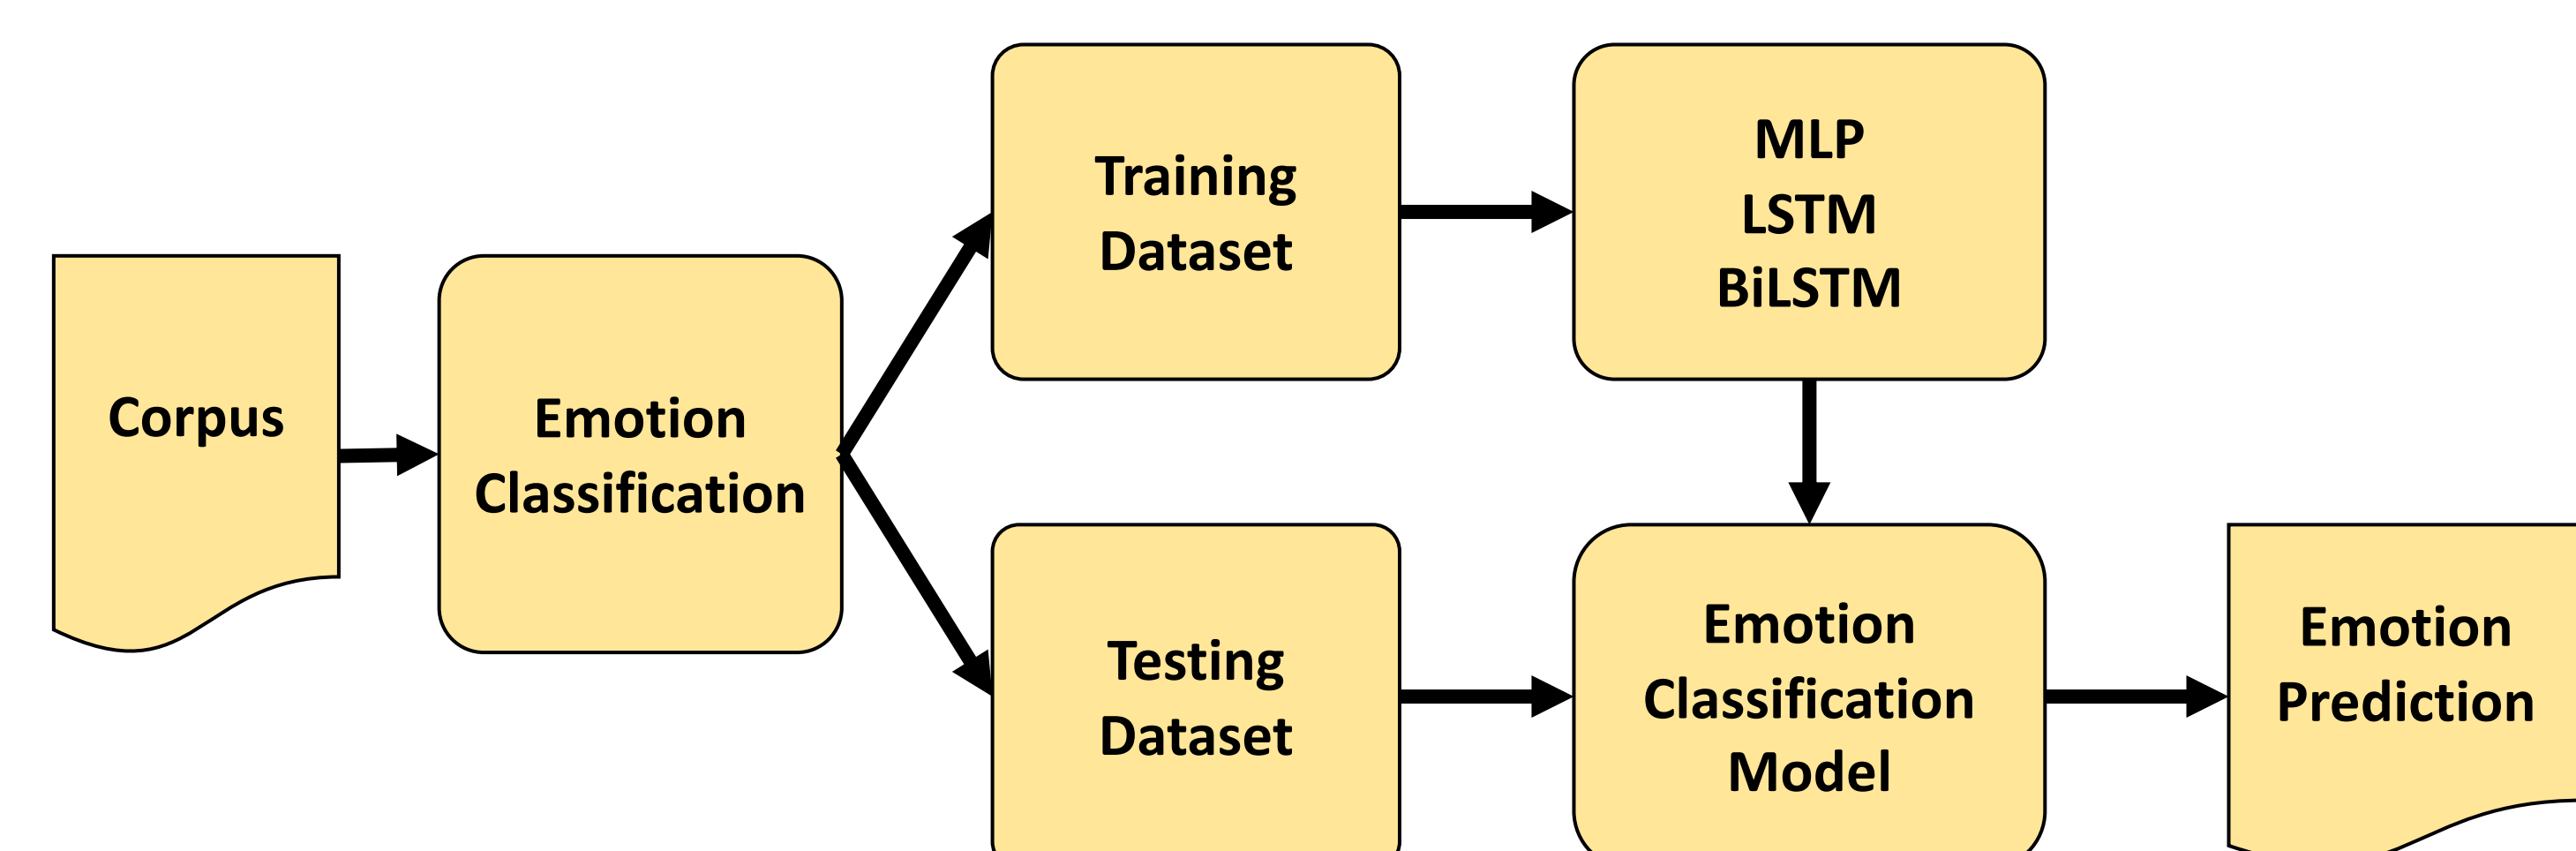 Corpus
Emotion
Classification
Training
Dataset
MLP
LSTM
BiLSTM
Testing
Dataset
Emotion
Classification
Model
Emotion
Prediction